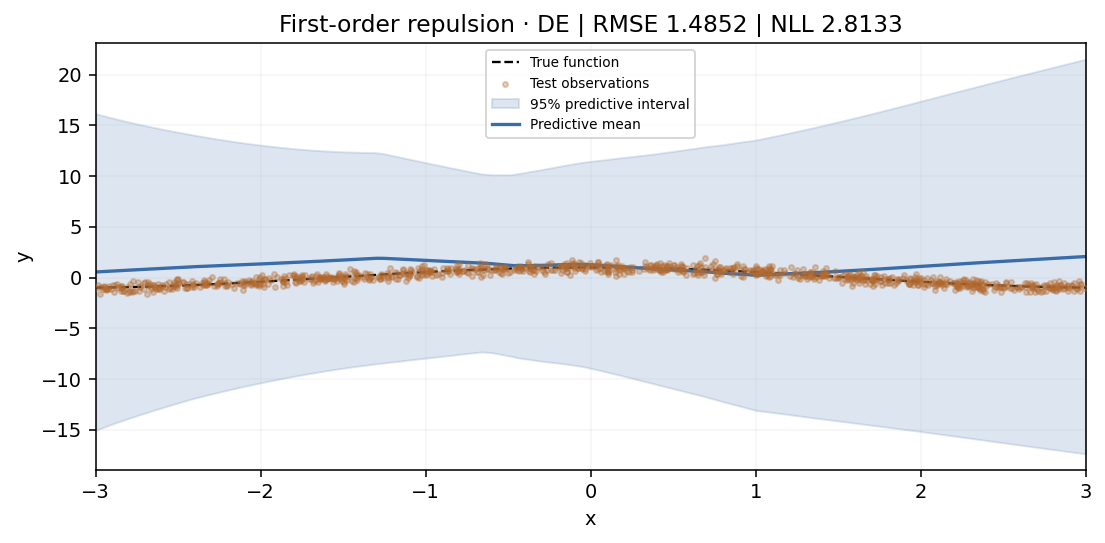 First-order repulsion · DE | RMSE 1.4852 | NLL 2.8133
True function
Test observations
95% predictive interval
Predictive mean
20
15
10
5
0
−5
−10
−15
y
−3
−2
−1
0
1
2
3
x